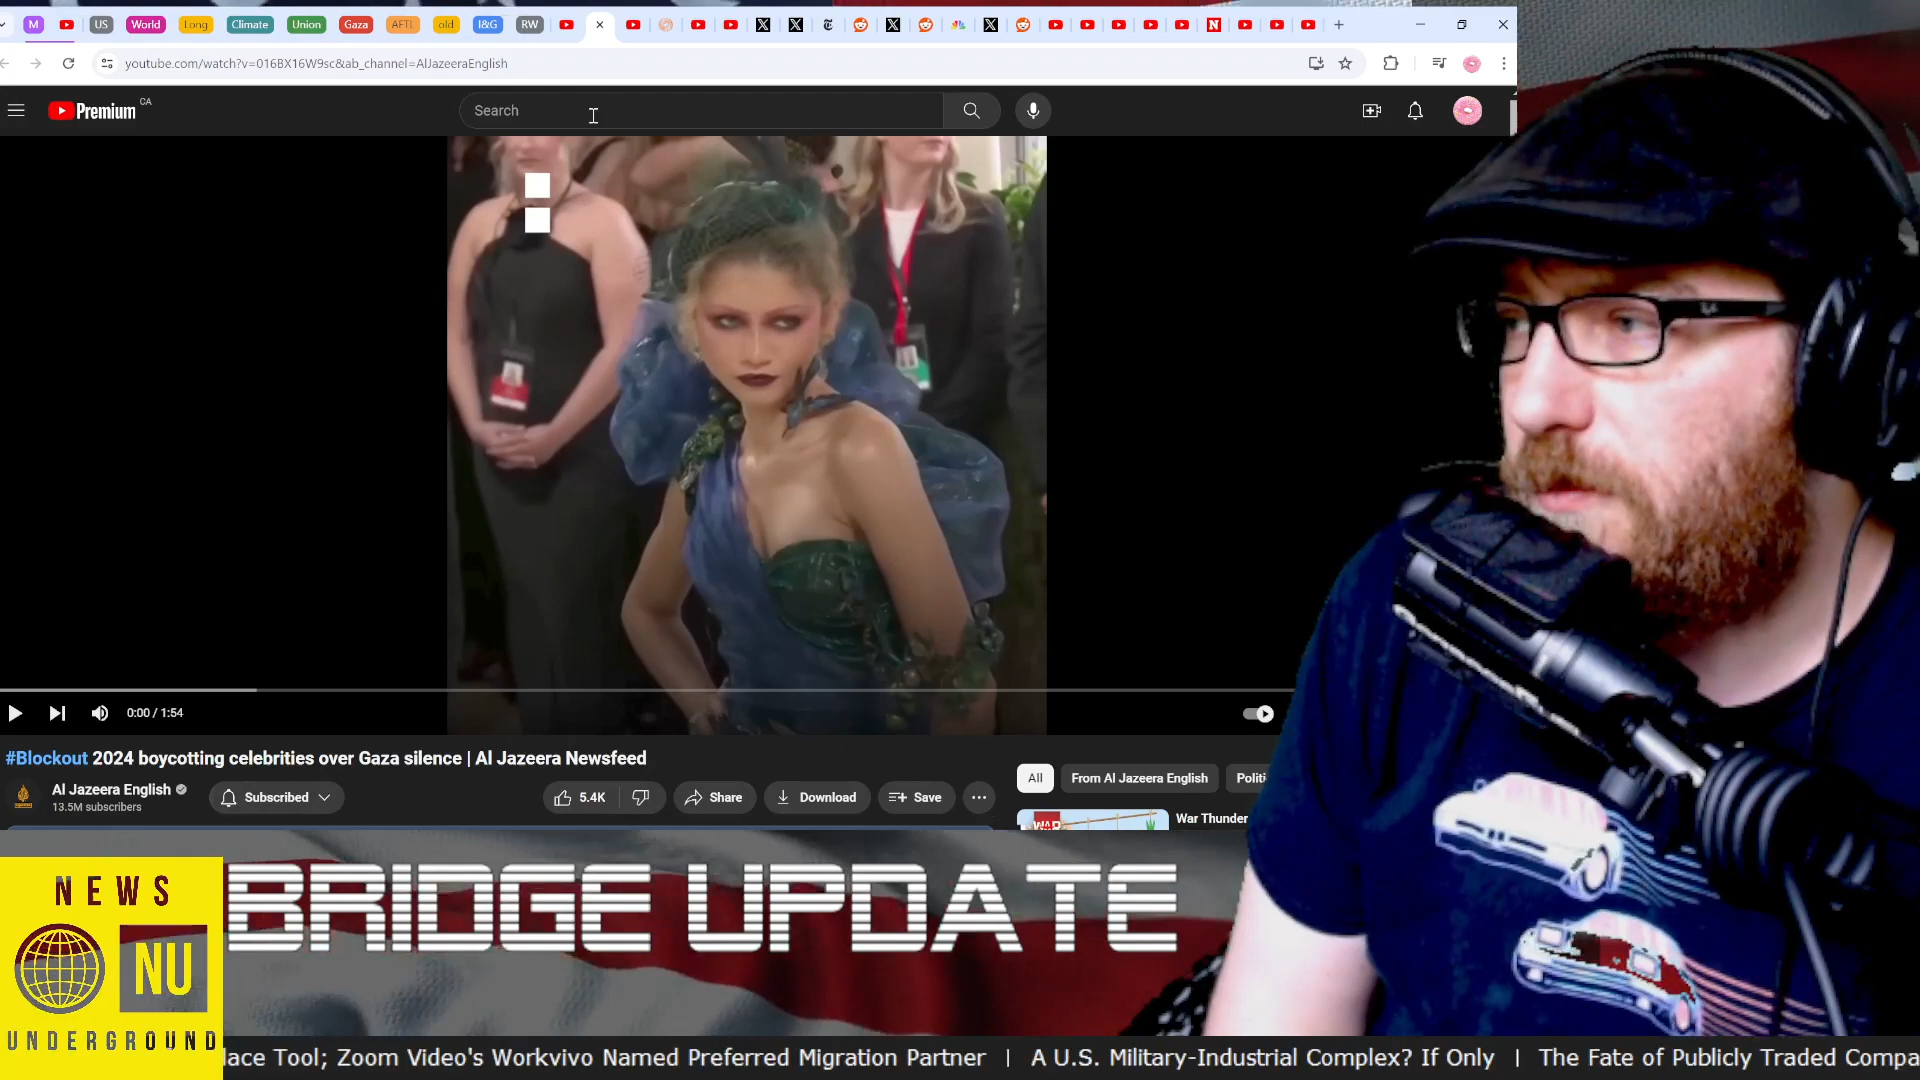 M
US
World
Long
Climate
Union
Gaza
AFTL
old
I&G
RW
youtube.com/watch?v=016BX16W9sc&ab_channel=AlJazeeraEnglish
Premium CA
Search
0:00 / 1:54
#Blockout 2024 boycotting celebrities over Gaza silence | Al Jazeera Newsfeed
Al Jazeera English
13.5M subscribers
Subscribed
5.4K
Share
Download
Save
All
From Al Jazeera English
Politi
WAR
War Thunder
NEWS
NU
UNDERGROUND
BRIDGE UPDATE
lace Tool; Zoom Video's Workvivo Named Preferred Migration Partner | A U.S. Military-Industrial Complex? If Only | The Fate of Publicly Traded Compa